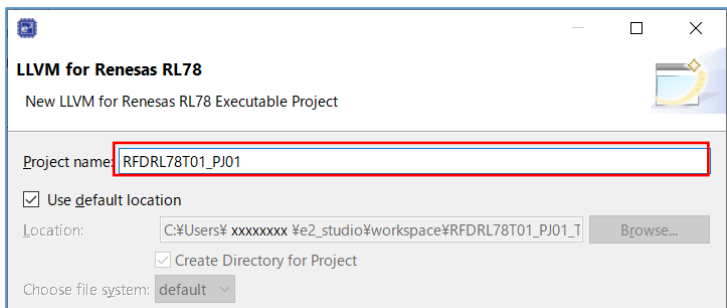 LLVM for Renesas RL78
New LLVM for Renesas RL78 Executable Project
Project name: RFDRL78T01_PJ01
Use default location
Location: C:¥Users¥ xxxxxxxx ¥e2_studio¥workspace¥RFDRL78T01_PJ01_T Browse...
Create Directory for Project
Choose file system: default